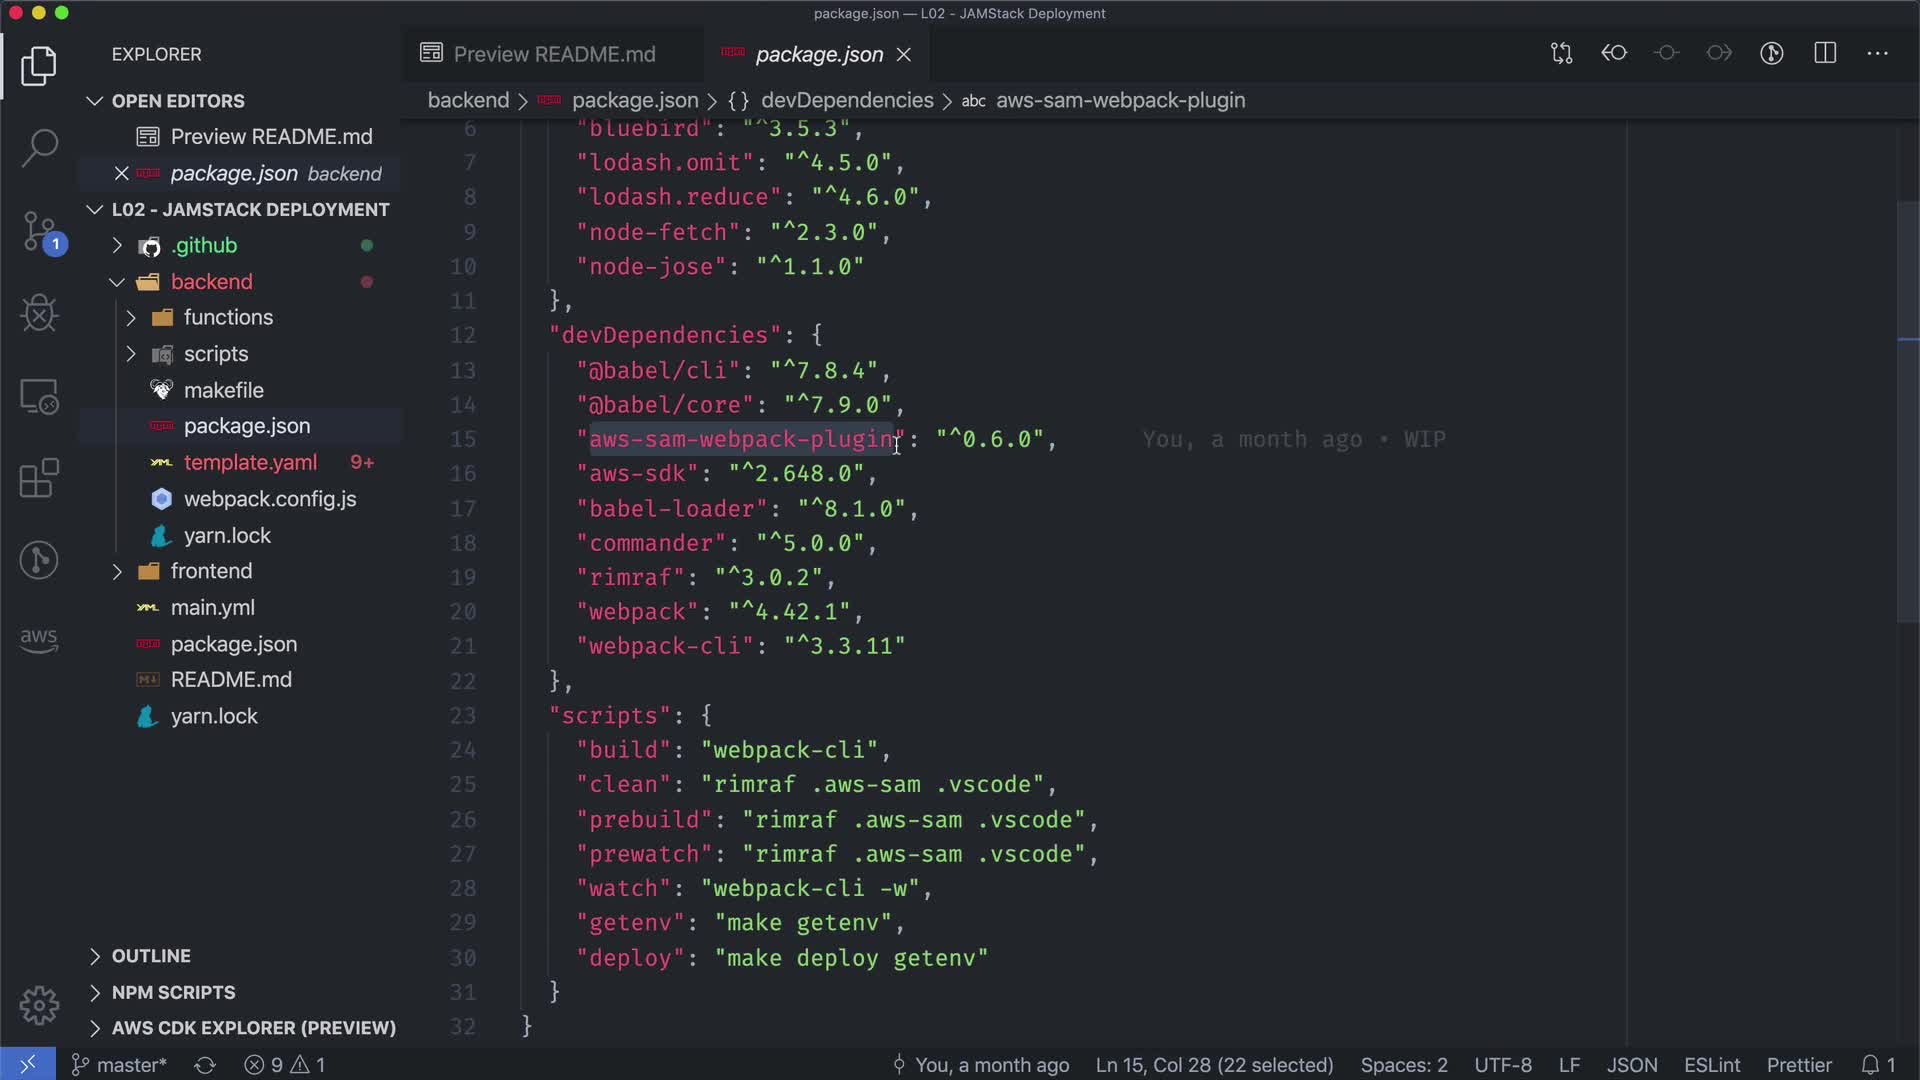 package.json — L02 - JAMStack Deployment
EXPLORER
OPEN EDITORS
Preview README.md
package.json backend
L02 - JAMSTACK DEPLOYMENT
.github
backend
functions
scripts
makefile
package.json
template.yaml 9+
webpack.config.js
yarn.lock
frontend
main.yml
package.json
README.md
yarn.lock
OUTLINE
NPM SCRIPTS
AWS CDK EXPLORER (PREVIEW)
1
aws
Preview README.md
package.json
backend > package.json > {} devDependencies > abc aws-sam-webpack-plugin
6 "bluebird": "^3.5.3",
7 "lodash.omit": "^4.5.0",
8 "lodash.reduce": "^4.6.0",
9 "node-fetch": "^2.3.0",
10 "node-jose": "^1.1.0"
11 },
12 "devDependencies": {
13 "@babel/cli": "^7.8.4",
14 "@babel/core": "^7.9.0",
15 "aws-sam-webpack-plugin": "^0.6.0", You, a month ago • WIP
16 "aws-sdk": "^2.648.0",
17 "babel-loader": "^8.1.0",
18 "commander": "^5.0.0",
19 "rimraf": "^3.0.2",
20 "webpack": "^4.42.1",
21 "webpack-cli": "^3.3.11"
22 },
23 "scripts": {
24 "build": "webpack-cli",
25 "clean": "rimraf .aws-sam .vscode",
26 "prebuild": "rimraf .aws-sam .vscode",
27 "prewatch": "rimraf .aws-sam .vscode",
28 "watch": "webpack-cli -w",
29 "getenv": "make getenv",
30 "deploy": "make deploy getenv"
31 }
32 }
master* 9 1 You, a month ago Ln 15, Col 28 (22 selected) Spaces: 2 UTF-8 LF JSON ESLint Prettier 1